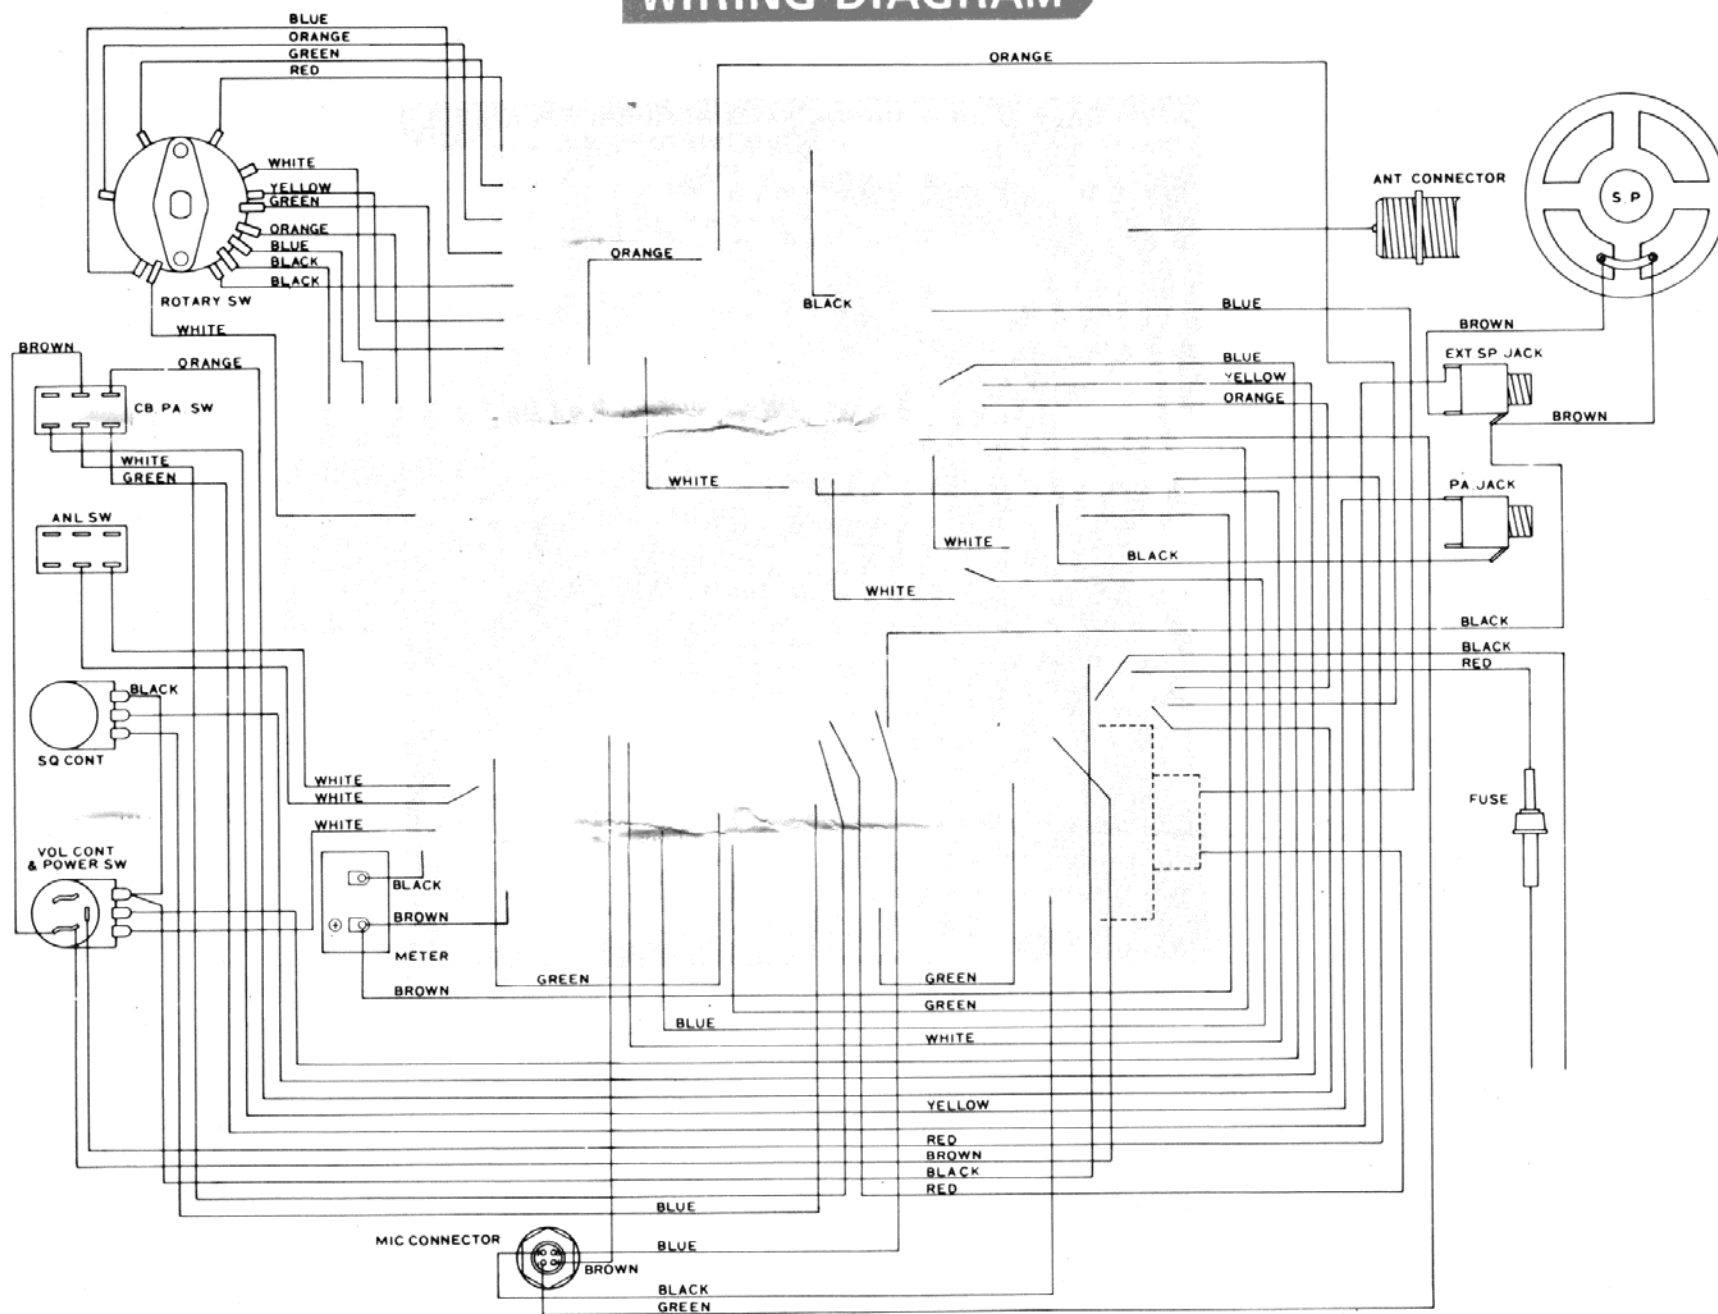 WIRING DIAGRAM
BLUE
ORANGE
GREEN
RED
ORANGE
WHITE
YELLOW
GREEN
ORANGE
BLUE
BLACK
BLACK
ROTARY SW
WHITE
ORANGE
BLACK
ANT CONNECTOR
S.P
BLUE
BROWN
EXT SP JACK
BROWN
BROWN
ORANGE
CB. PA. SW
WHITE
GREEN
BLUE
YELLOW
ORANGE
WHITE
PA. JACK
ANL SW
WHITE
BLACK
WHITE
BLACK
BLACK
RED
BLACK
SQ CONT
WHITE
WHITE
WHITE
FUSE
VOL CONT
& POWER SW
BLACK
BROWN
METER
BROWN
GREEN
GREEN
GREEN
BLUE
WHITE
YELLOW
RED
BROWN
BLACK
RED
BLUE
MIC CONNECTOR
BLUE
BROWN
BLACK
GREEN